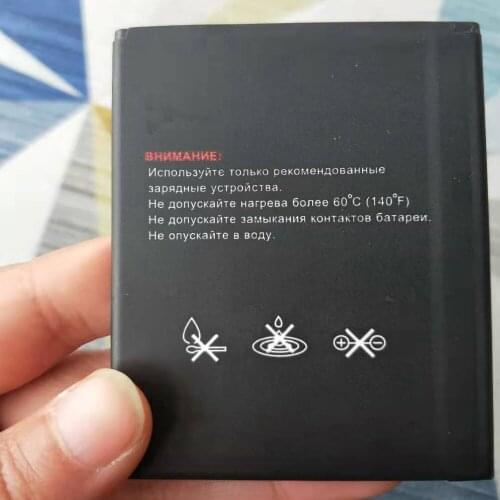 ВНИМАНИЕ:
Используйте только рекомендованные
зарядные устройства.
Не допускайте нагрева более 60°C (140°F)
Не допускайте замыкания контактов батареи.
Не опускайте в воду.